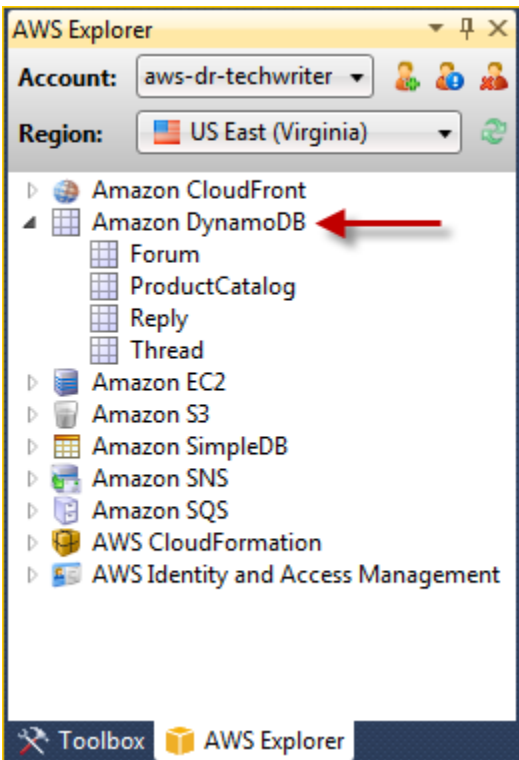 AWS Explorer
Account: aws-dr-techwriter
Region: US East (Virginia)
Amazon CloudFront
Amazon DynamoDB
Forum
ProductCatalog
Reply
Thread
Amazon EC2
Amazon S3
Amazon SimpleDB
Amazon SNS
Amazon SQS
AWS CloudFormation
AWS Identity and Access Management
Toolbox AWS Explorer